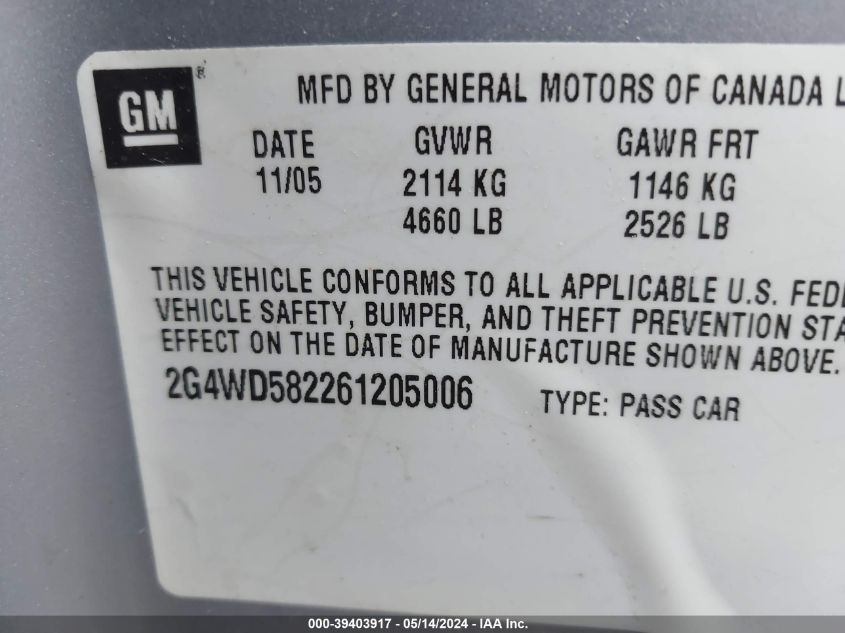 GM ®
MFD BY GENERAL MOTORS OF CANADA L
DATE GVWR GAWR FRT
11/05 2114 KG 1146 KG
4660 LB 2526 LB
THIS VEHICLE CONFORMS TO ALL APPLICABLE U.S. FEDE
VEHICLE SAFETY, BUMPER, AND THEFT PREVENTION STA
EFFECT ON THE DATE OF MANUFACTURE SHOWN ABOVE.
2G4WD582261205006 TYPE: PASS CAR
000-39403917 - 05/14/2024 - IAA Inc.